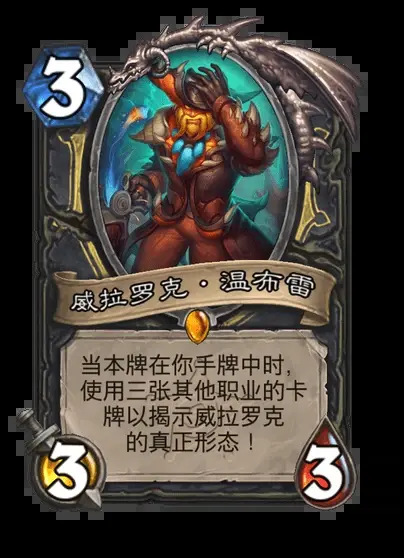 3
威拉罗克·温布雷
当本牌在你手牌中时，
使用三张其他职业的卡
牌以揭示威拉罗克
的真正形态！
3
3